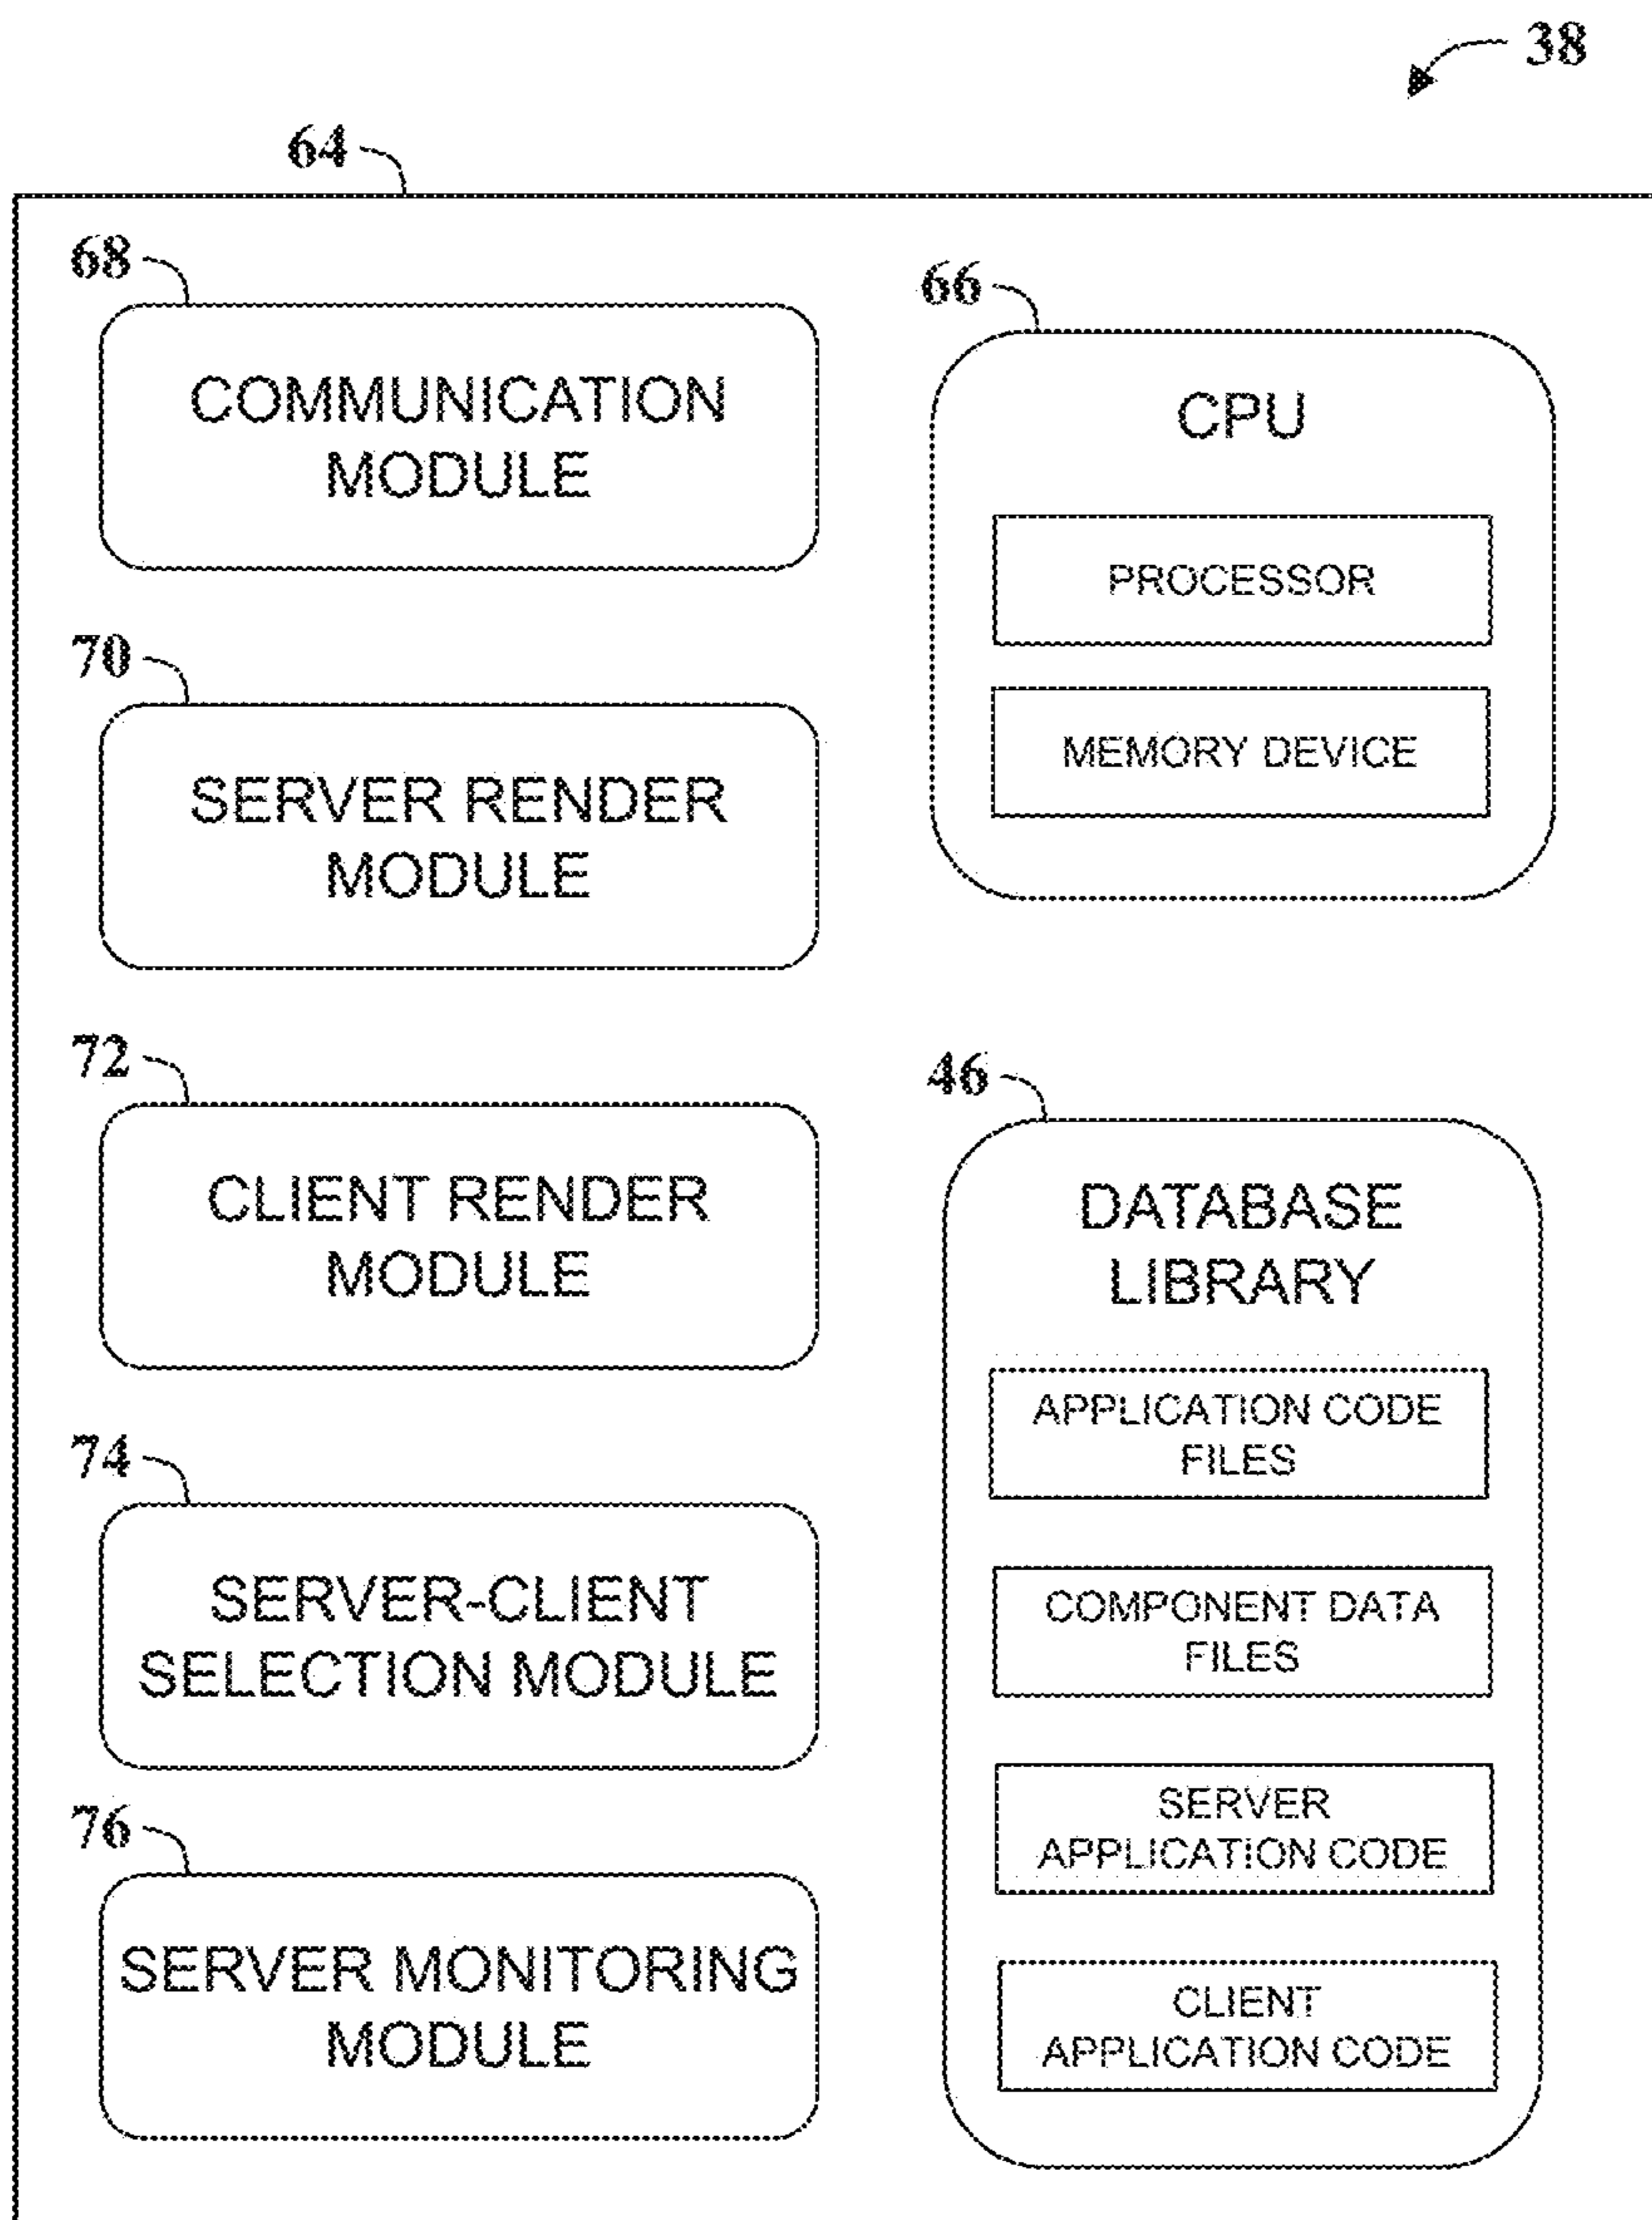 38
64
68
COMMUNICATION
MODULE
66
CPU
PROCESSOR
MEMORY DEVICE
70
SERVER RENDER
MODULE
72
CLIENT RENDER
MODULE
46
DATABASE
LIBRARY
APPLICATION CODE
FILES
COMPONENT DATA
FILES
SERVER
APPLICATION CODE
CLIENT
APPLICATION CODE
74
SERVER-CLIENT
SELECTION MODULE
76
SERVER MONITORING
MODULE